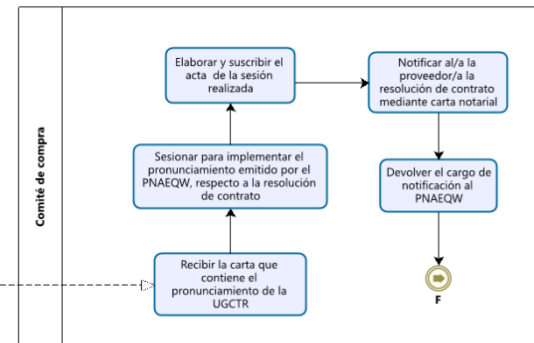 Comité de compra
Elaborar y suscribir el
acta de la sesión
realizada
Notificar al/a la
proveedor/a la
resolución de contrato
mediante carta notarial
Sesionar para implementar el
pronunciamiento emitido por el
PNAEQW, respecto a la resolución
de contrato
Devolver el cargo de
notificación al
PNAEQW
Recibir la carta que
contiene el
pronunciamiento de la
UGCTR
F